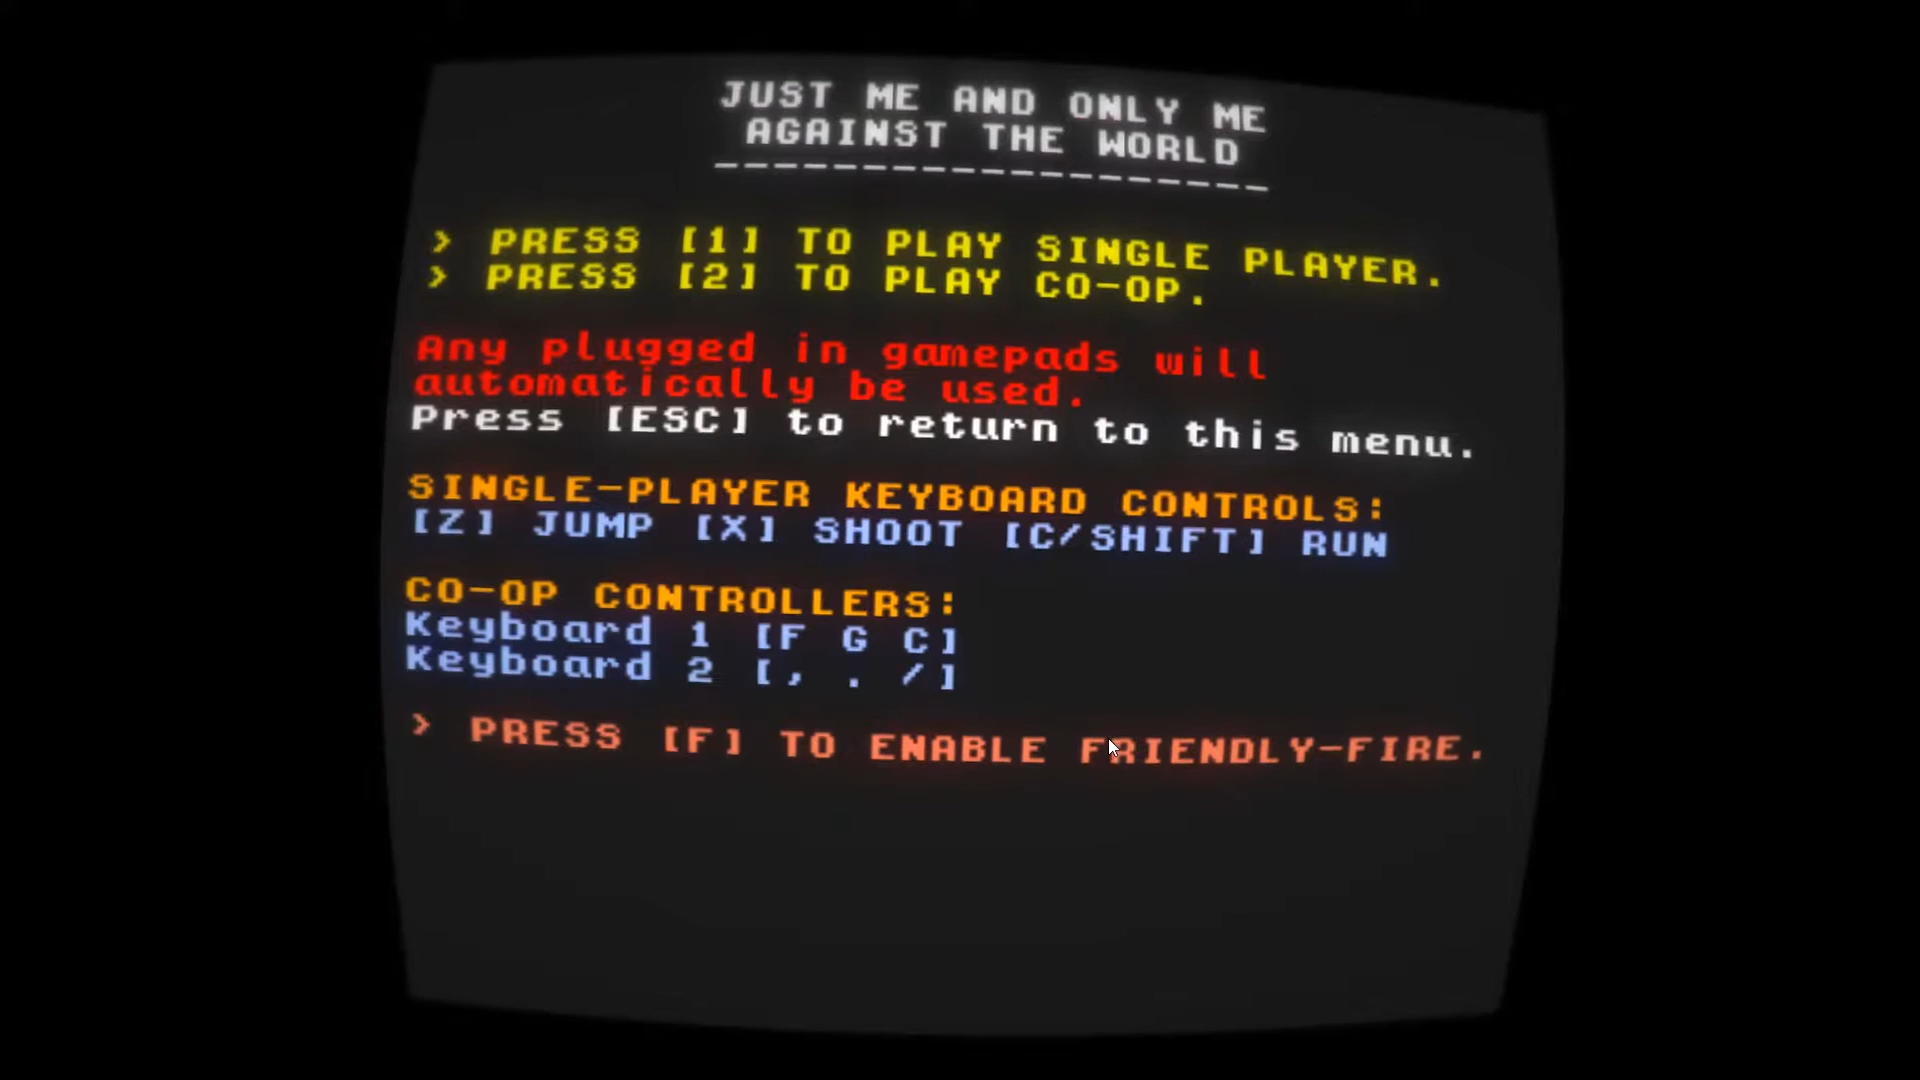 JUST ME AND ONLY ME
AGAINST THE WORLD
-------------------
> PRESS [1] TO PLAY SINGLE PLAYER.
> PRESS [2] TO PLAY CO-OP.
Any plugged in gamepads will
automatically be used.
Press [ESC] to return to this menu.
SINGLE-PLAYER KEYBOARD CONTROLS:
[Z] JUMP [X] SHOOT [C/SHIFT] RUN
CO-OP CONTROLLERS:
Keyboard 1 [F G C]
Keyboard 2 [, . /]
> PRESS [F] TO ENABLE FRIENDLY-FIRE.